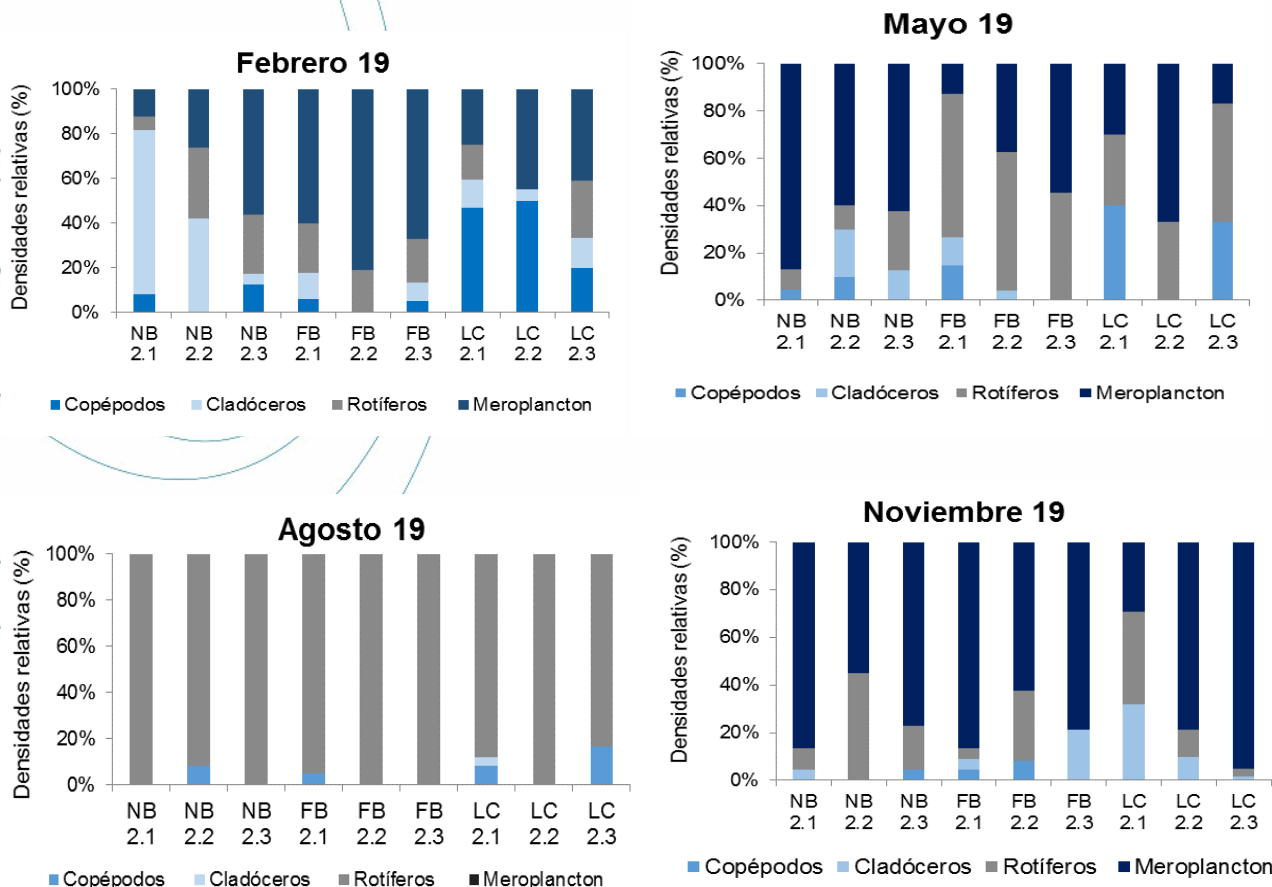 Febrero 19
Densidades relativas (%)
100%
80%
60%
40%
20%
0%
NB NB NB FB FB FB LC LC LC
2.1 2.2 2.3 2.1 2.2 2.3 2.1 2.2 2.3
Copépodos Cladóceros Rotíferos Meroplancton
Mayo 19
Densidades relativas (%)
100%
80%
60%
40%
20%
0%
NB NB NB FB FB FB LC LC LC
2.1 2.2 2.3 2.1 2.2 2.3 2.1 2.2 2.3
Copépodos Cladóceros Rotíferos Meroplancton
Agosto 19
Densidades relativas (%)
100%
80%
60%
40%
20%
0%
NB NB NB FB FB FB LC LC LC
2.1 2.2 2.3 2.1 2.2 2.3 2.1 2.2 2.3
Copépodos Cladóceros Rotíferos Meroplancton
Noviembre 19
Densidades relativas (%)
100%
80%
60%
40%
20%
0%
NB NB NB FB FB FB LC LC LC
2.1 2.2 2.3 2.1 2.2 2.3 2.1 2.2 2.3
Copépodos Cladóceros Rotíferos Meroplancton